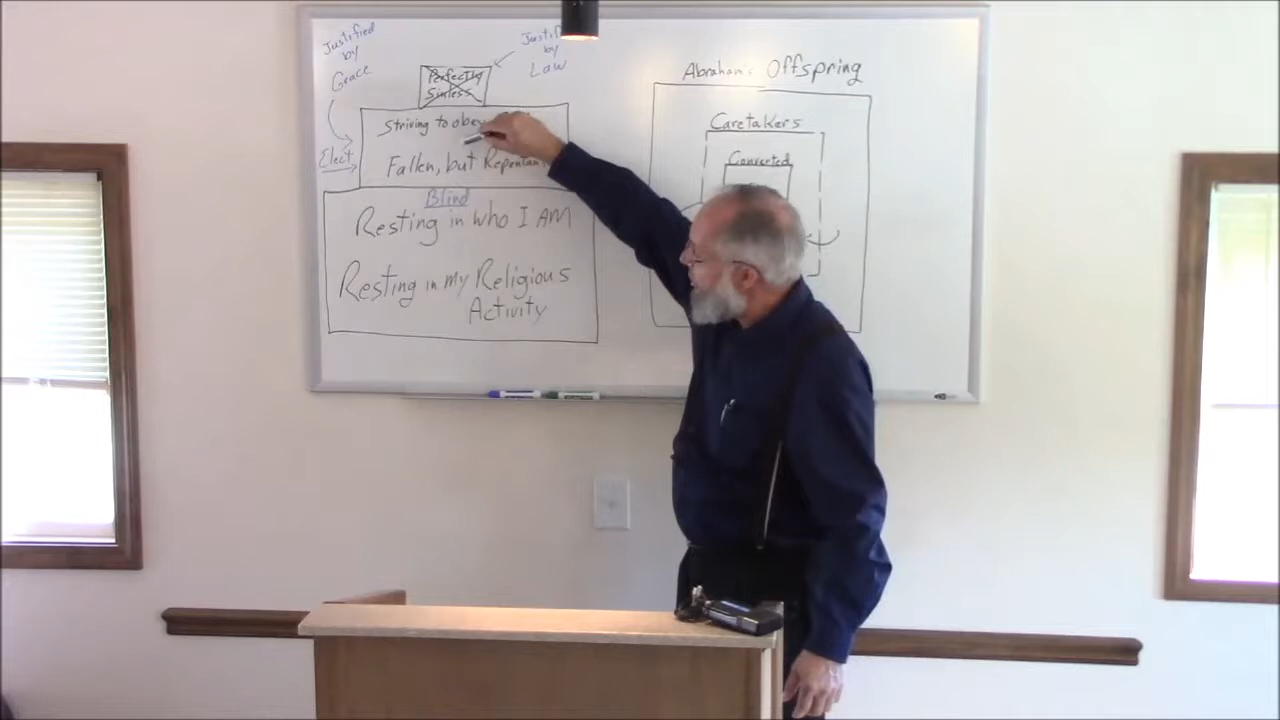 Justified
by
Grace
by
Law
Perfectly
Sinless
Striving to obey
Elect
Fallen, but
Blind
Resting in who I AM
Resting in my Religious
Activity
Abraham's Offspring
Caretakers
Converted